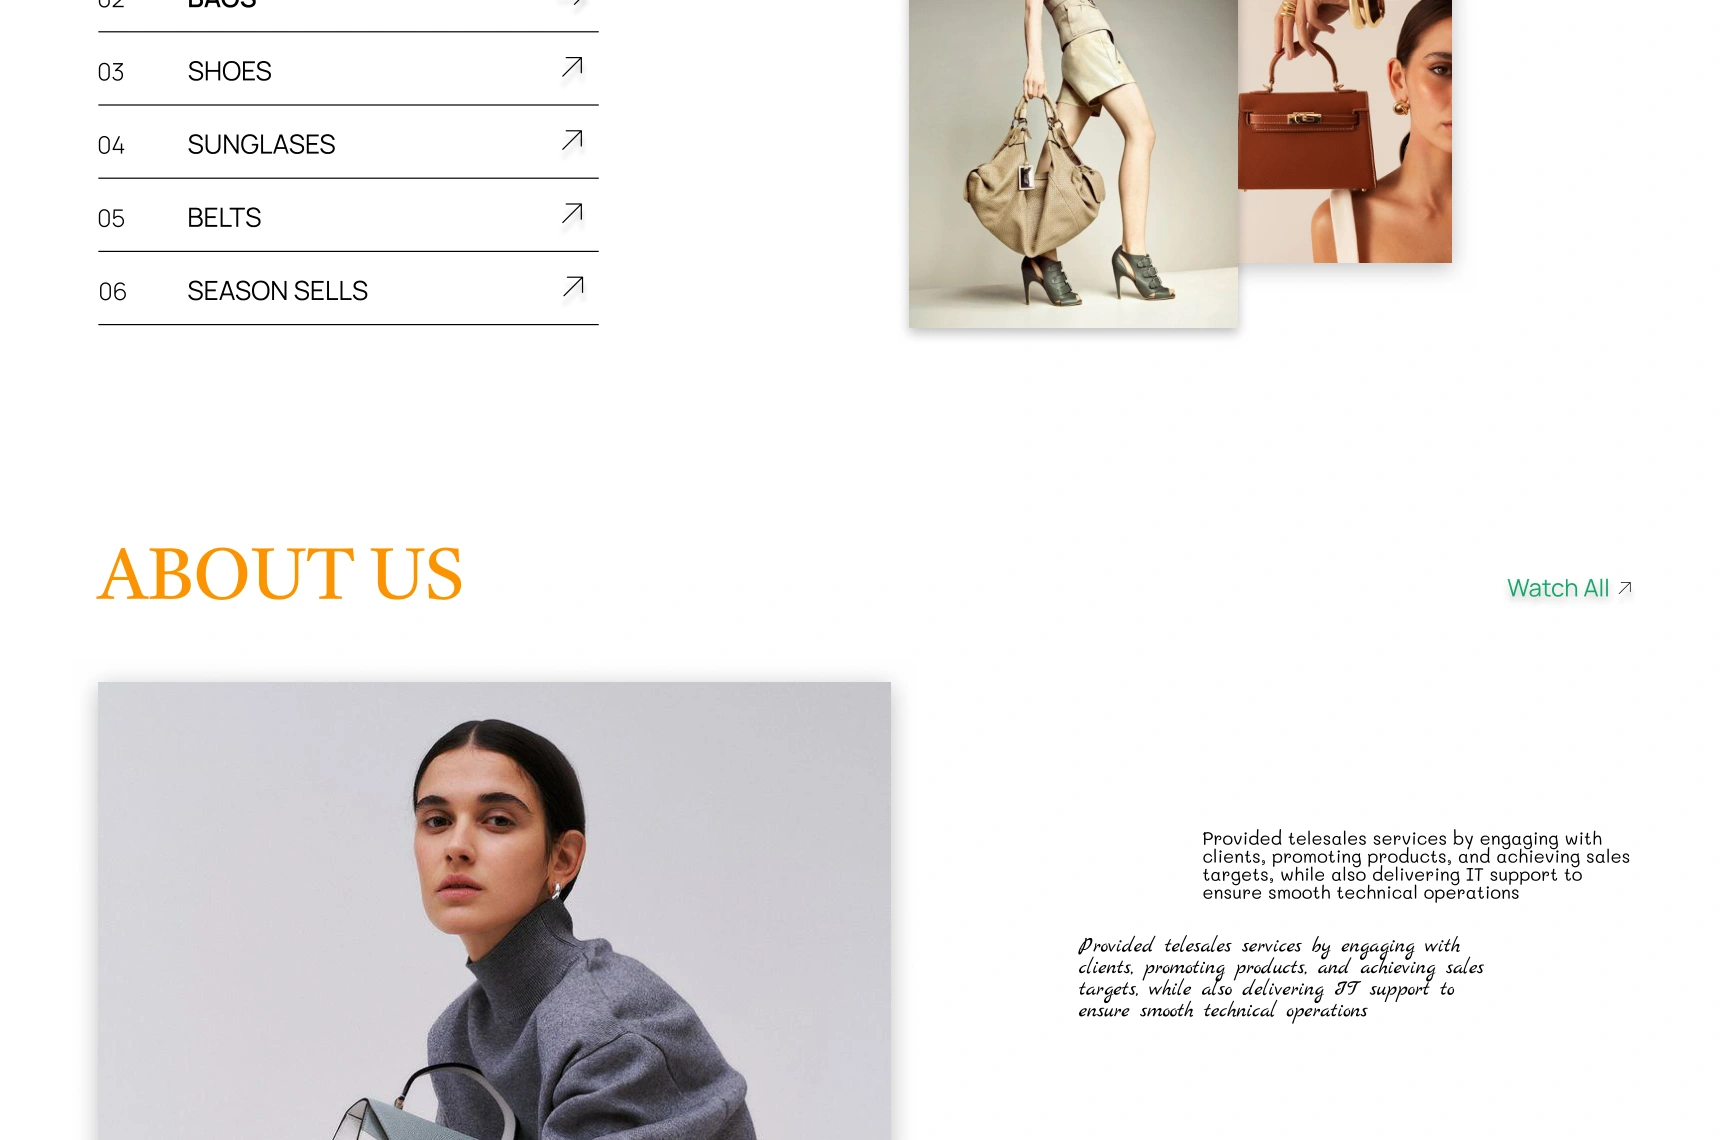 02 BAGS
03 SHOES
04 SUNGLASES
05 BELTS
06 SEASON SELLS
ABOUT US
Watch All
Provided telesales services by engaging with
clients, promoting products, and achieving sales
targets, while also delivering IT support to
ensure smooth technical operations
Provided telesales services by engaging with
clients, promoting products, and achieving sales
targets, while also delivering IT support to
ensure smooth technical operations